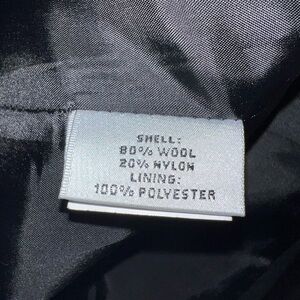 SHELL:
80% WOOL
20% NYLON
LINING:
100% POLYESTER